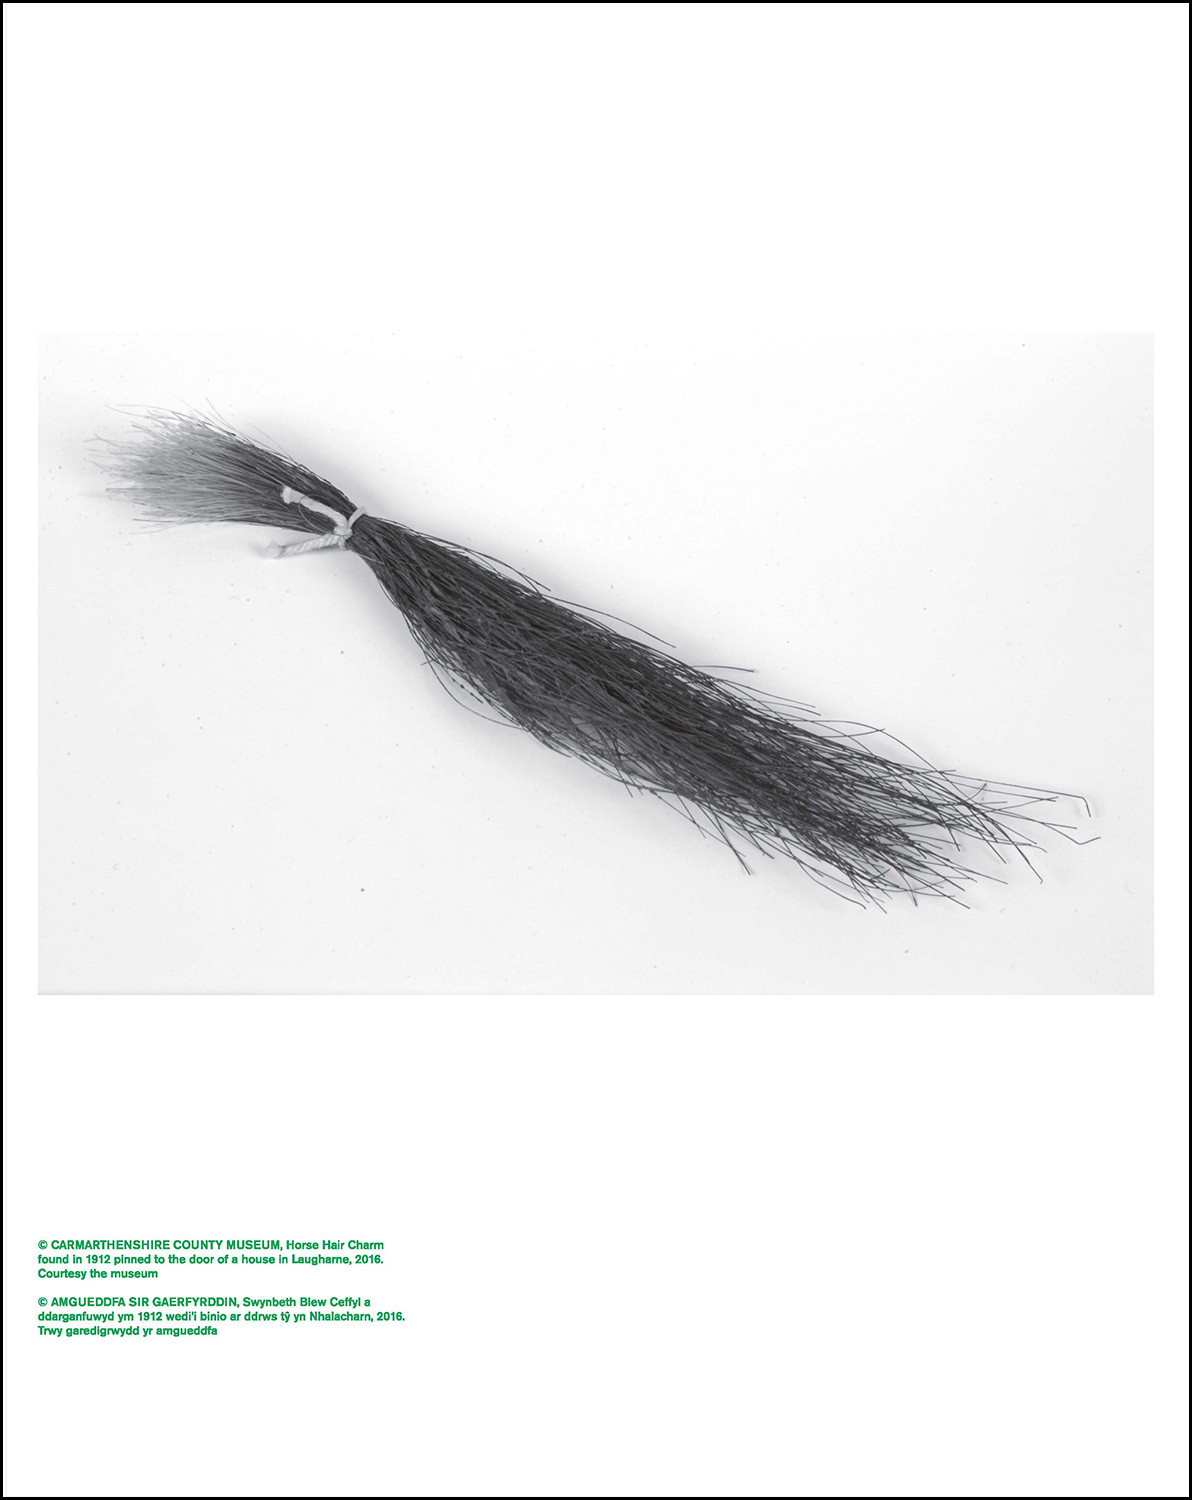 © CARMARTHENSHIRE COUNTY MUSEUM, Horse Hair Charm
found in 1912 pinned to the door of a house in Laugharne, 2016.
Courtesy the museum
© AMGUEDDFA SIR GAERFYRDDIN, Swynbeth Blew Ceffyl a
ddarganfuwyd ym 1912 wedi'i binio ar ddrws tŷ yn Nhalacharn, 2016.
Trwy garedigrwydd yr amgueddfa